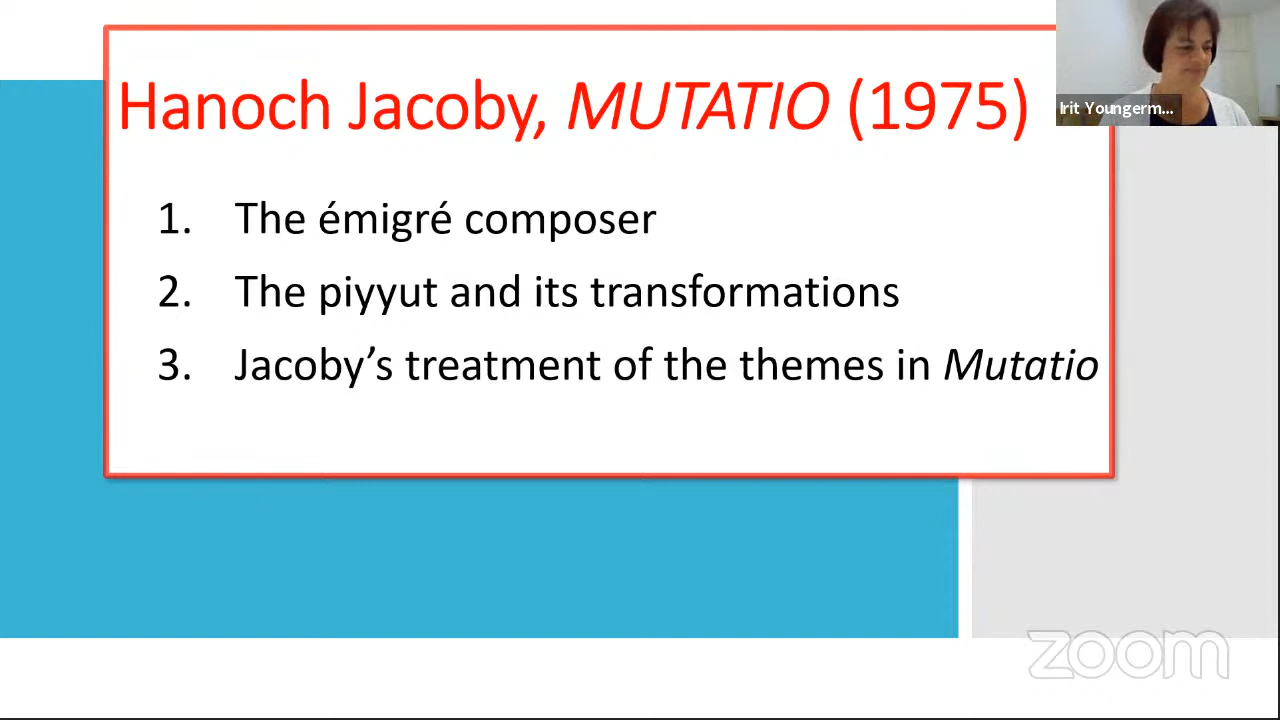 Hanoch Jacoby, MUTATIO (1975)
Irit Youngerm...
1. The émigré composer
2. The piyyut and its transformations
3. Jacoby’s treatment of the themes in Mutatio
zoom